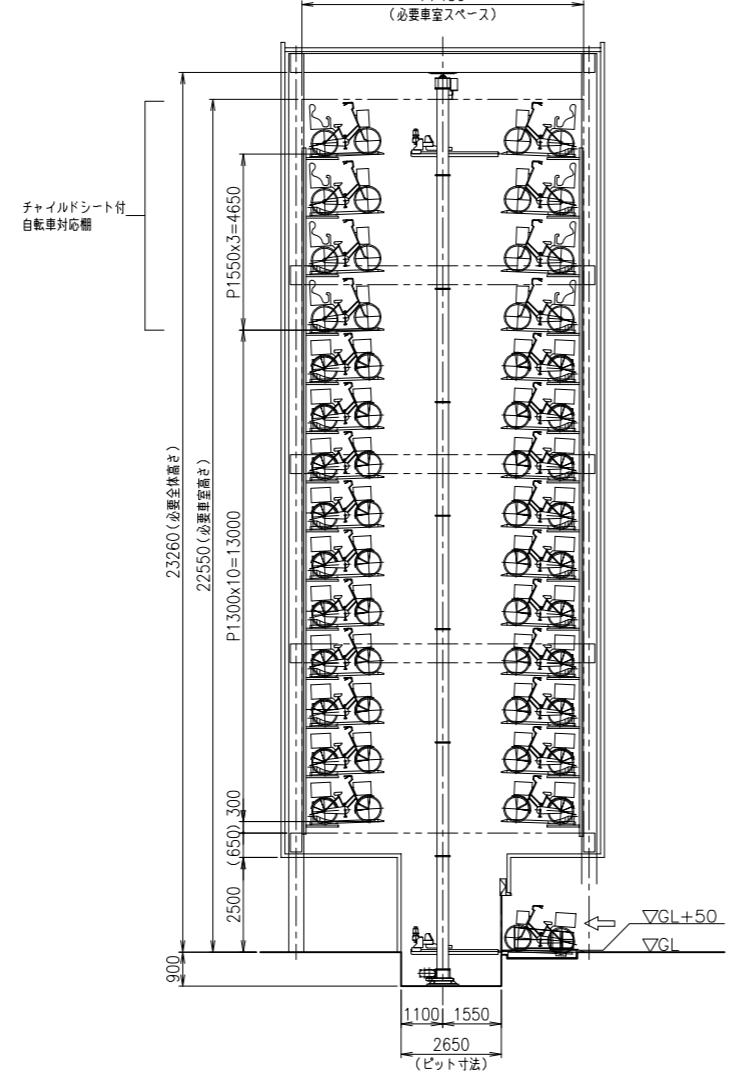 (必要車室スペース)
チャイルドシート付
自転車対応棚
P1550x3=4650
23260(必要全体高さ)
22550(必要車室高さ)
P1300x10=13000
300
(650)
2500
900
▽GL+50
▽GL
1100
1550
2650
(ピット寸法)